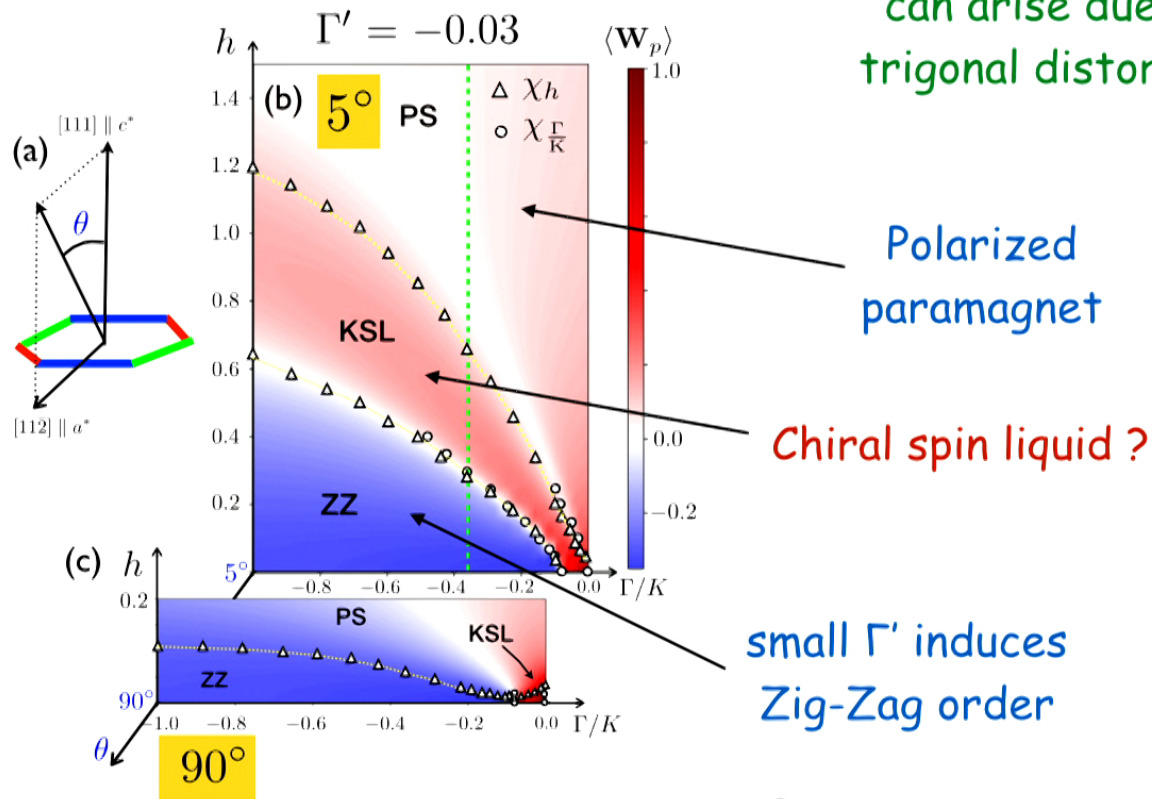 can arise due
trigonal distor
Γ′ = −0.03
h
⟨W_p⟩
1.0
0.0
−0.2
(a)
[111] ∥ c*
θ
[112̄] ∥ a*
(b)
5°
PS
△ χ_h
○ χ_{Γ/K}
KSL
ZZ
1.4
1.2
1.0
0.8
0.6
0.4
0.2
5°
−0.8
−0.6
−0.4
−0.2
0.0
Γ/K
Polarized
paramagnet
Chiral spin liquid ?
small Γ′ induces
Zig-Zag order
(c)
h
0.2
PS
KSL
ZZ
90°
−1.0
−0.8
−0.6
−0.4
−0.2
0.0
Γ/K
θ
90°